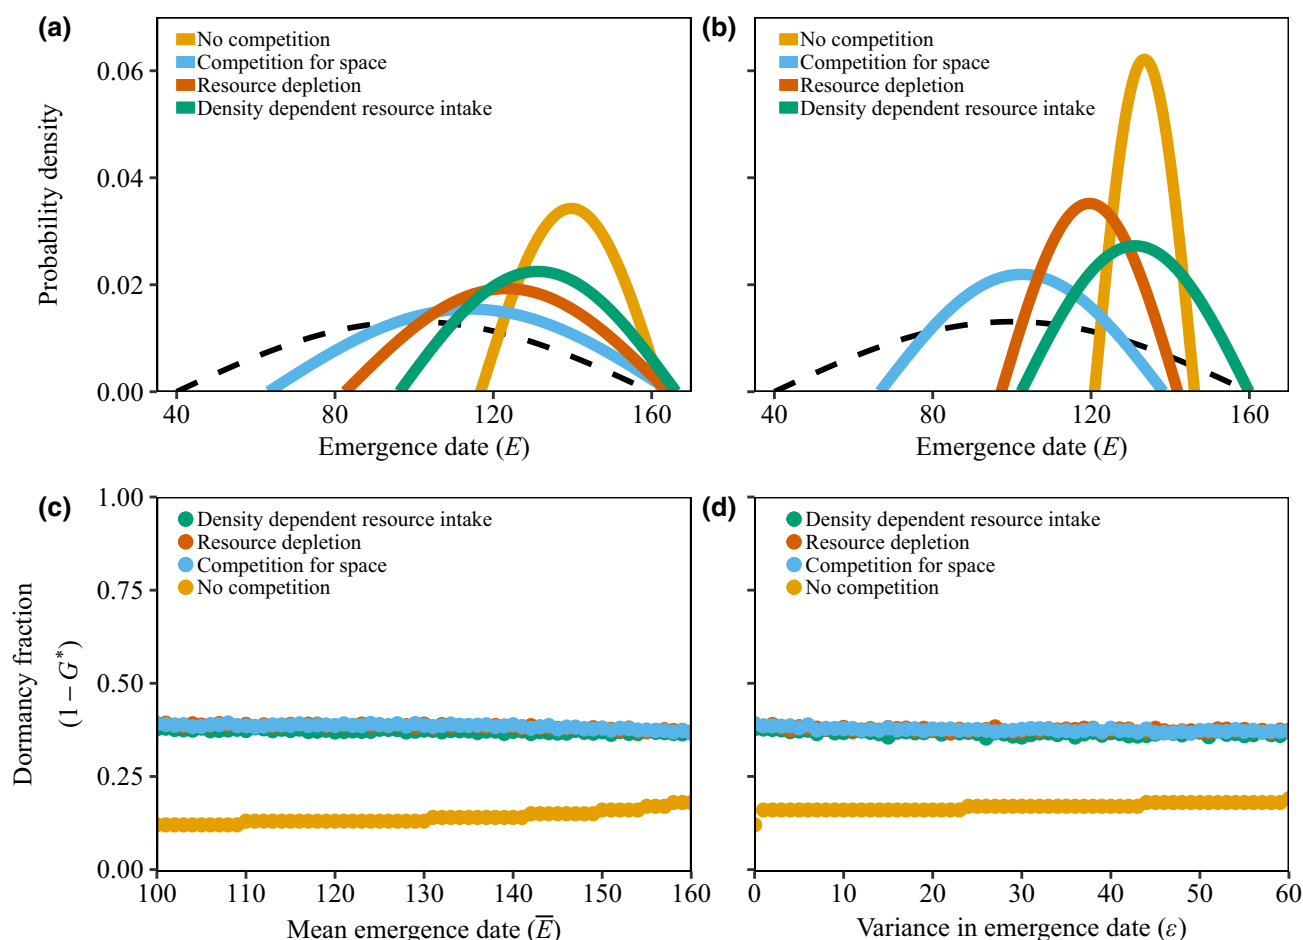 (a)
No competition
Competition for space
Resource depletion
Density dependent resource intake
Probability density
0.06
0.04
0.02
0.00
40
80
120
160
Emergence date (E)
(b)
No competition
Competition for space
Resource depletion
Density dependent resource intake
40
80
120
160
Emergence date (E)
(c)
Density dependent resource intake
Resource depletion
Competition for space
No competition
Dormancy fraction
(1 − G*)
1.00
0.75
0.50
0.25
0.00
100
110
120
130
140
150
160
Mean emergence date (E̅)
(d)
Density dependent resource intake
Resource depletion
Competition for space
No competition
0
10
20
30
40
50
60
Variance in emergence date (ε)